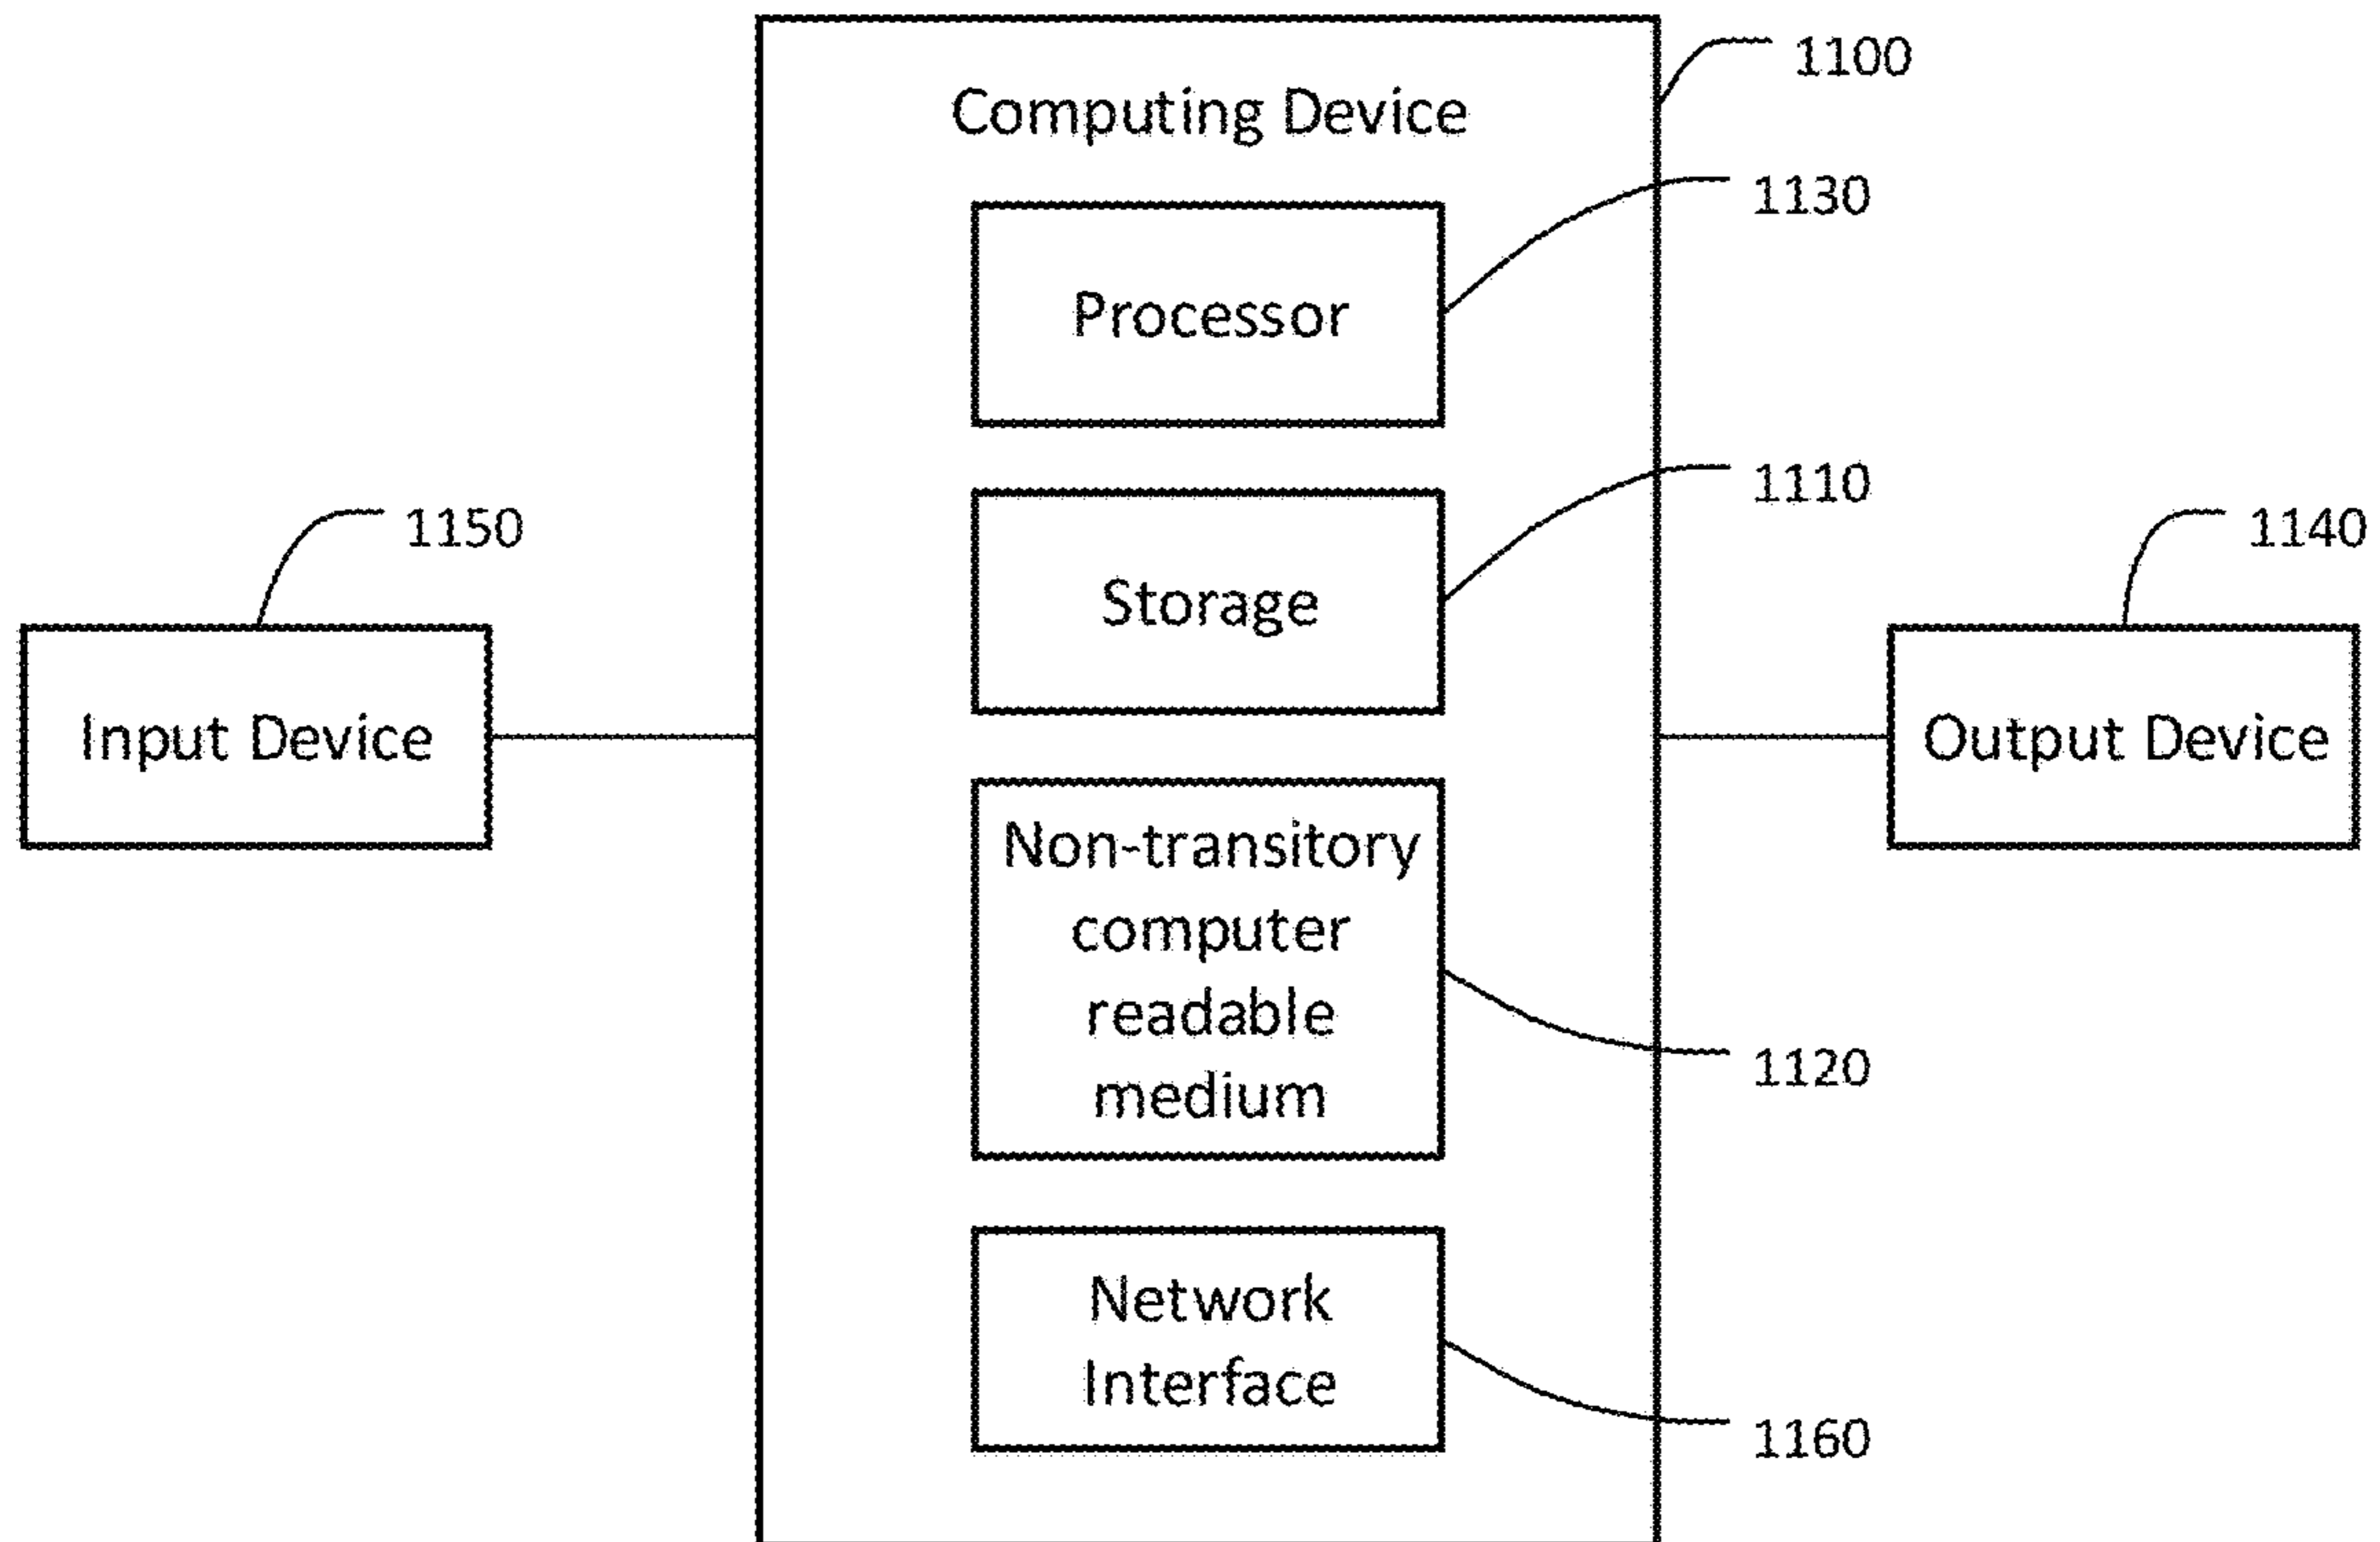 1100
Computing Device
1130
Processor
1110
Storage
1150
1140
Input Device
Output Device
Non-transitory
computer
readable
medium
1120
Network
Interface
1160